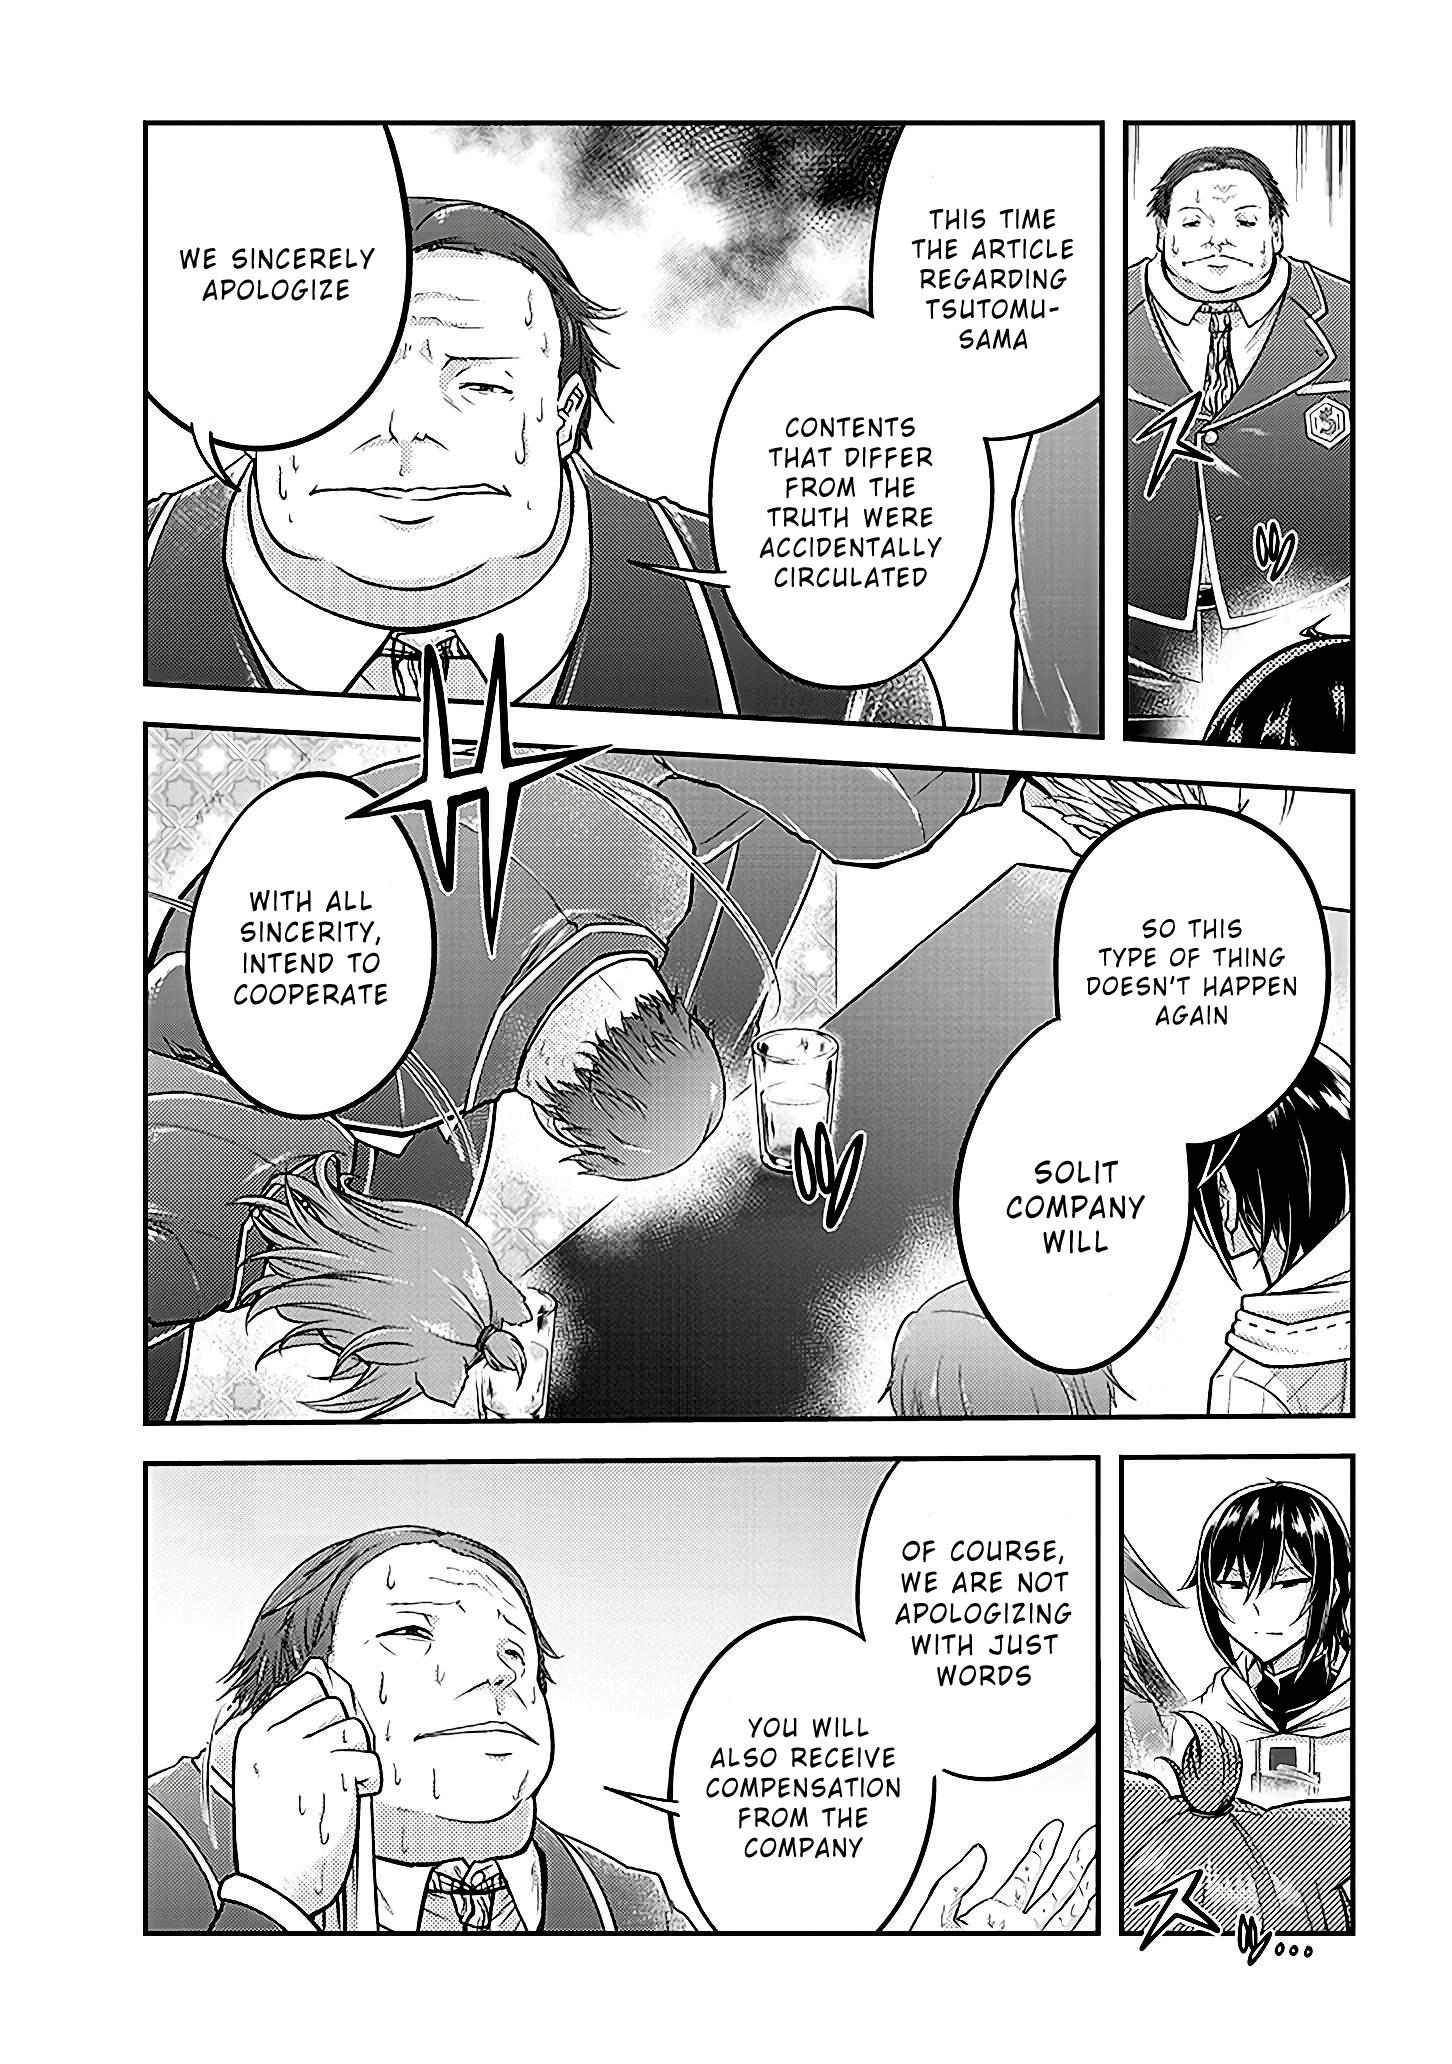 THIS TIME
THE ARTICLE
REGARDING
TSUTOMU-
SAMA
CONTENTS
THAT DIFFER
FROM THE
TRUTH WERE
ACCIDENTALLY
CIRCULATED
WE SINCERELY
APOLOGIZE
SO THIS
TYPE OF THING
DOESN'T HAPPEN
AGAIN
SOLIT
COMPANY
WILL
WITH ALL
SINCERITY,
INTEND TO
COOPERATE
OF COURSE,
WE ARE NOT
APOLOGIZING
WITH JUST
WORDS
YOU WILL
ALSO RECEIVE
COMPENSATION
FROM THE
COMPANY